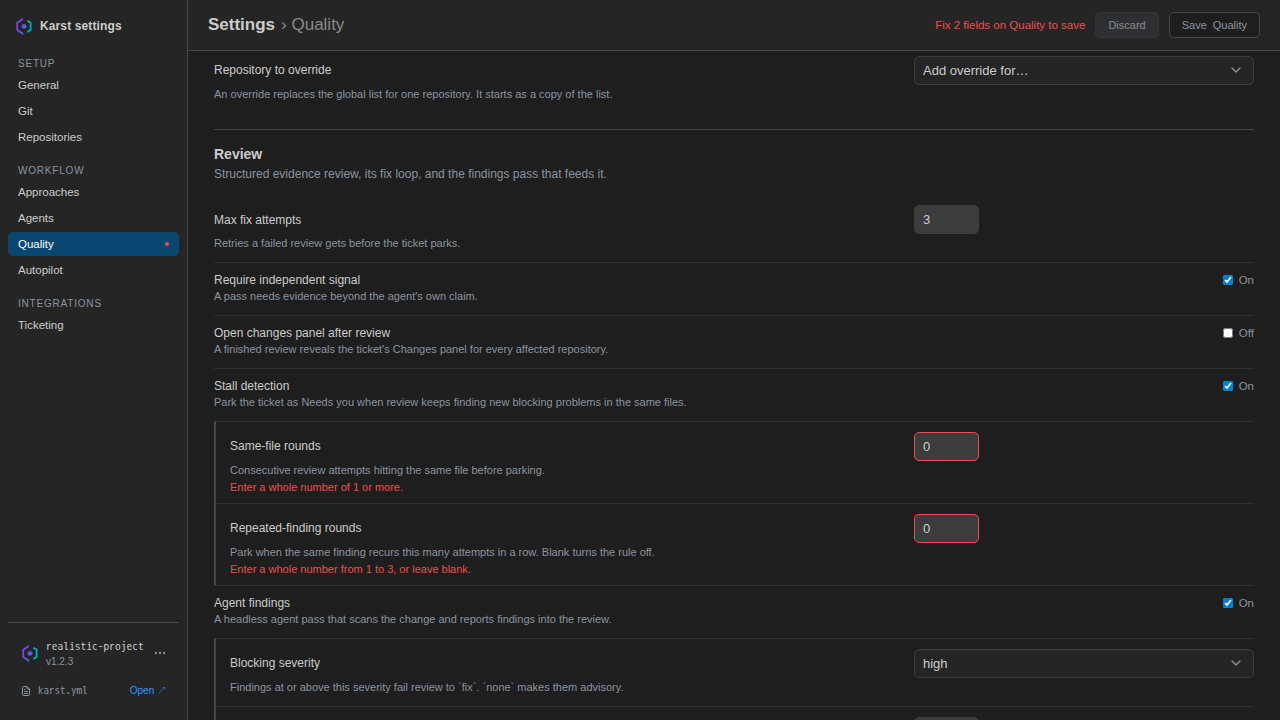 Karst settings
SETUP
General
Git
Repositories
WORKFLOW
Approaches
Agents
Quality
Autopilot
INTEGRATIONS
Ticketing
realistic-project
v1.2.3
karst.yml
Open ↗
Settings › Quality
Fix 2 fields on Quality to save
Discard
Save Quality
Repository to override
Add override for…
An override replaces the global list for one repository. It starts as a copy of the list.
Review
Structured evidence review, its fix loop, and the findings pass that feeds it.
Max fix attempts
3
Retries a failed review gets before the ticket parks.
Require independent signal
On
A pass needs evidence beyond the agent's own claim.
Open changes panel after review
Off
A finished review reveals the ticket's Changes panel for every affected repository.
Stall detection
On
Park the ticket as Needs you when review keeps finding new blocking problems in the same files.
Same-file rounds
0
Consecutive review attempts hitting the same file before parking.
Enter a whole number of 1 or more.
Repeated-finding rounds
0
Park when the same finding recurs this many attempts in a row. Blank turns the rule off.
Enter a whole number from 1 to 3, or leave blank.
Agent findings
On
A headless agent pass that scans the change and reports findings into the review.
Blocking severity
high
Findings at or above this severity fail review to `fix`. `none` makes them advisory.